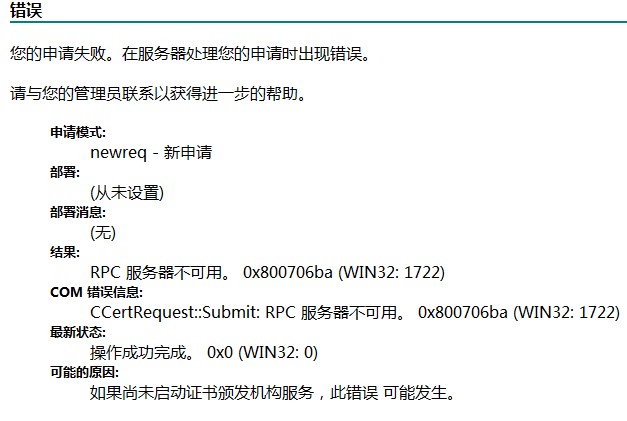 错误
您的申请失败。在服务器处理您的申请时出现错误。
请与您的管理员联系以获得进一步的帮助。
申请模式:
newreq - 新申请
部署:
(从未设置)
部署消息:
(无)
结果:
RPC 服务器不可用。 0x800706ba (WIN32: 1722)
COM 错误信息:
CCertRequest::Submit: RPC 服务器不可用。 0x800706ba (WIN32: 1722)
最新状态:
操作成功完成。 0x0 (WIN32: 0)
可能的原因:
如果尚未启动证书颁发机构服务，此错误 可能发生。